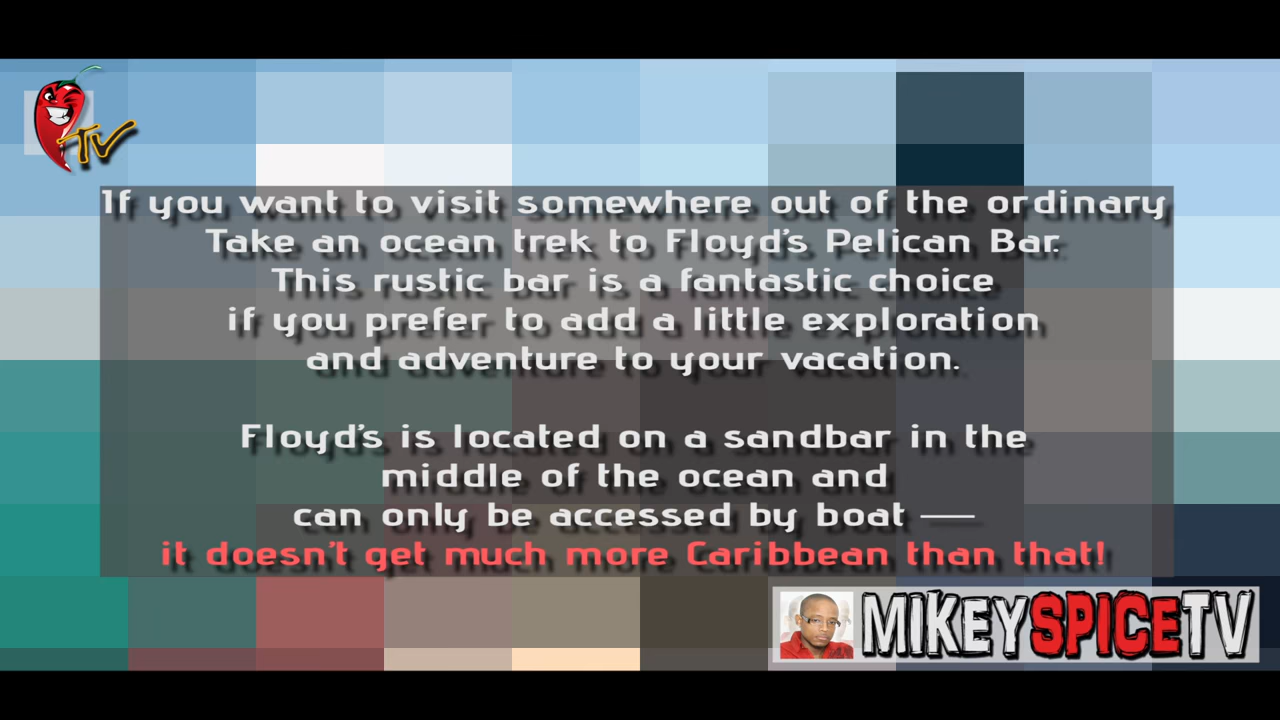 TV
If you want to visit somewhere out of the ordinary
Take an ocean trek to Floyd's Pelican Bar.
This rustic bar is a fantastic choice
if you prefer to add a little exploration
and adventure to your vacation.
Floyd's is located on a sandbar in the
middle of the ocean and
can only be accessed by boat —
it doesn't get much more Caribbean than that!
MIKEYSPICETV